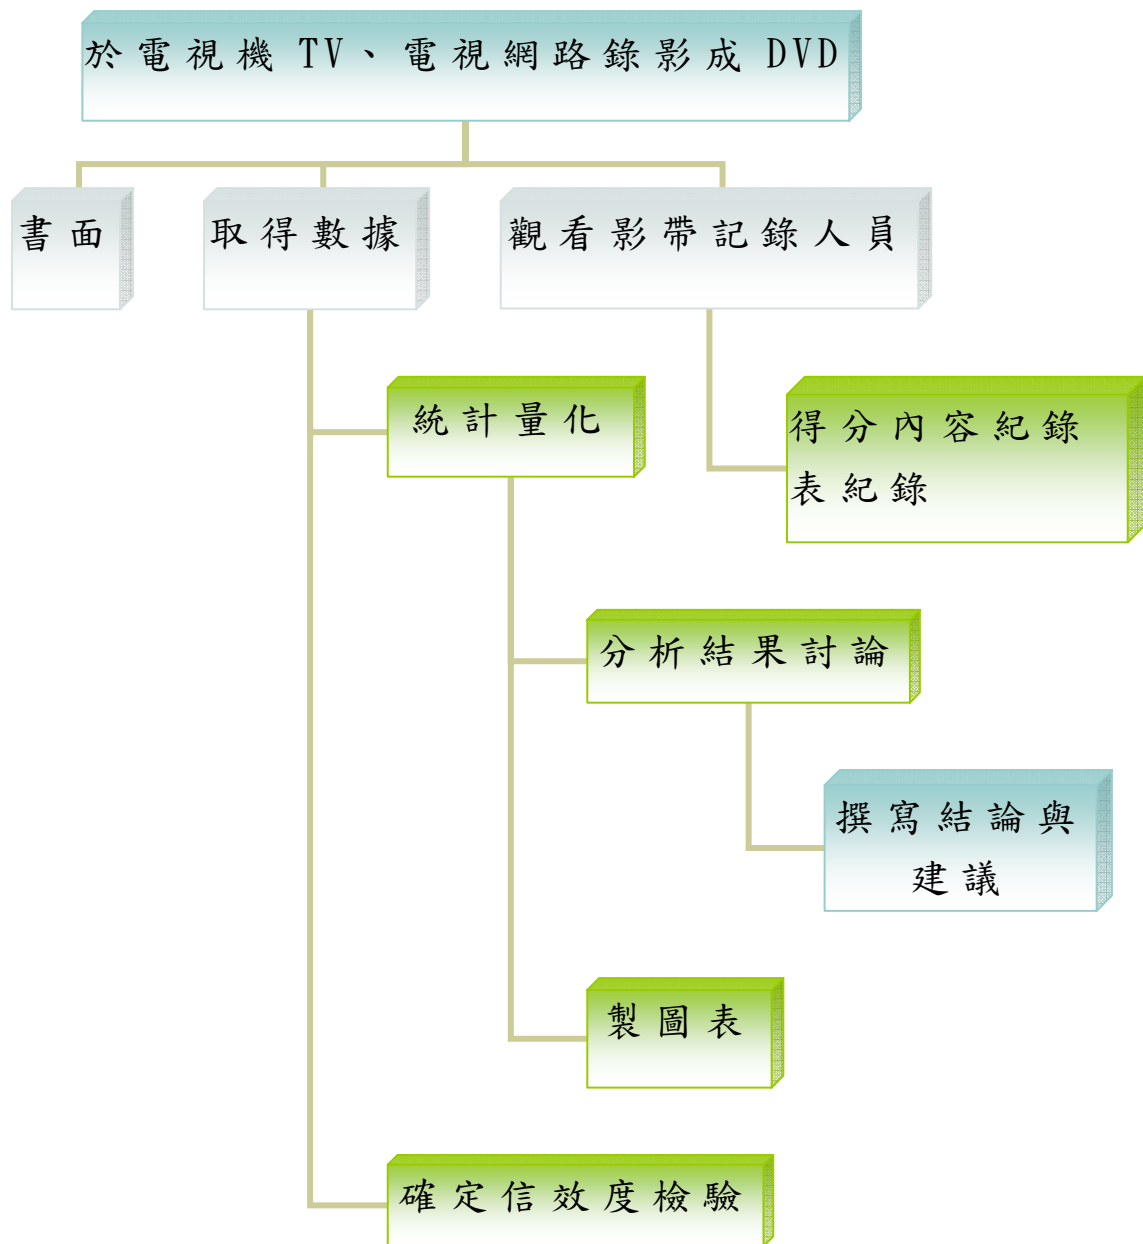 於電視機 TV、電視網路錄影成 DVD
書面
取得數據
觀看影帶記錄人員
統計量化
得分內容紀錄
表紀錄
分析結果討論
撰寫結論與
建議
製圖表
確定信效度檢驗